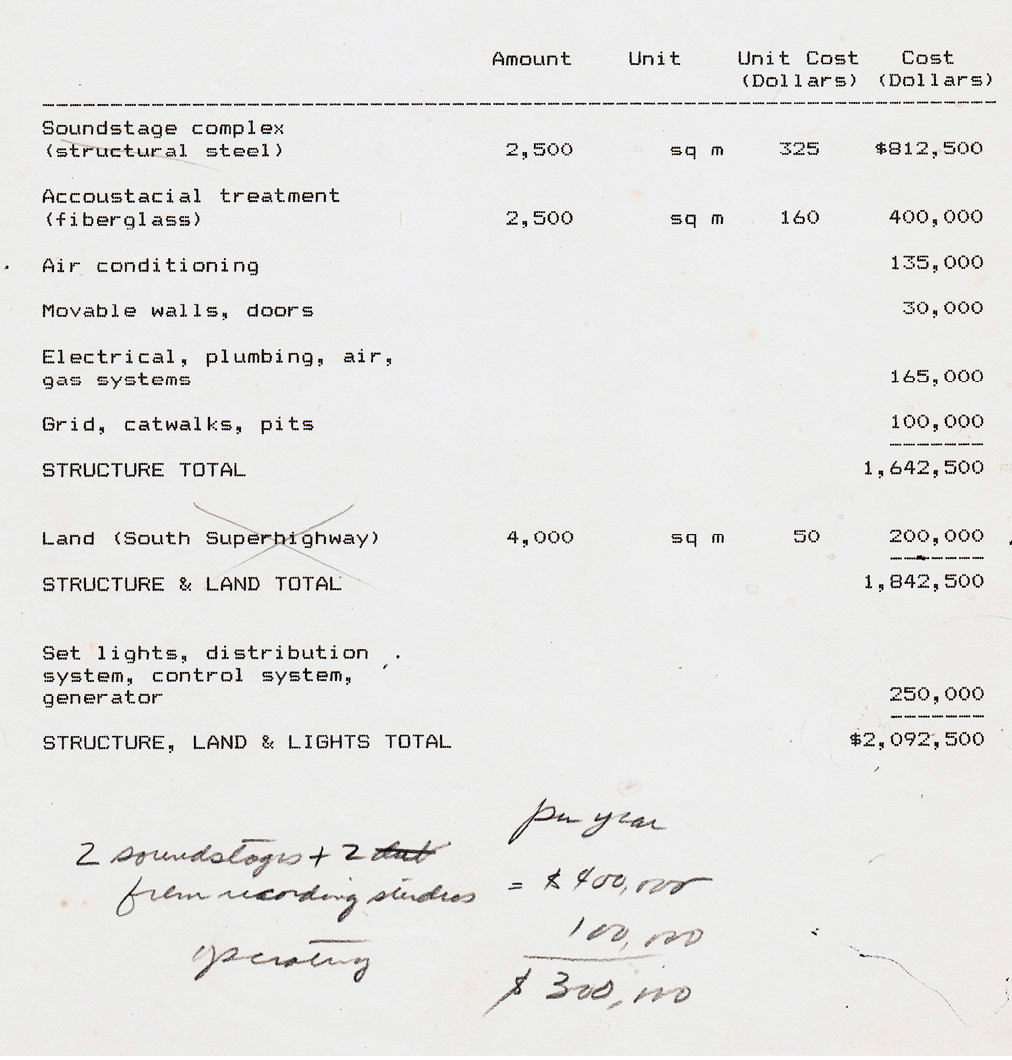 Amount Unit Unit Cost Cost
(Dollars) (Dollars)
Soundstage complex
(structural steel) 2,500 sq m 325 $812,500
Accoustacial treatment
(fiberglass) 2,500 sq m 160 400,000
Air conditioning 135,000
Movable walls, doors 30,000
Electrical, plumbing, air,
gas systems 165,000
Grid, catwalks, pits 100,000
STRUCTURE TOTAL 1,642,500
Land (South Superhighway) 4,000 sq m 50 200,000
STRUCTURE & LAND TOTAL 1,842,500
Set lights, distribution
system, control system,
generator 250,000
STRUCTURE, LAND & LIGHTS TOTAL $2,092,500
per year
2 soundstages + 2
from recording studios = $400,000
operating 100,000
$300,000